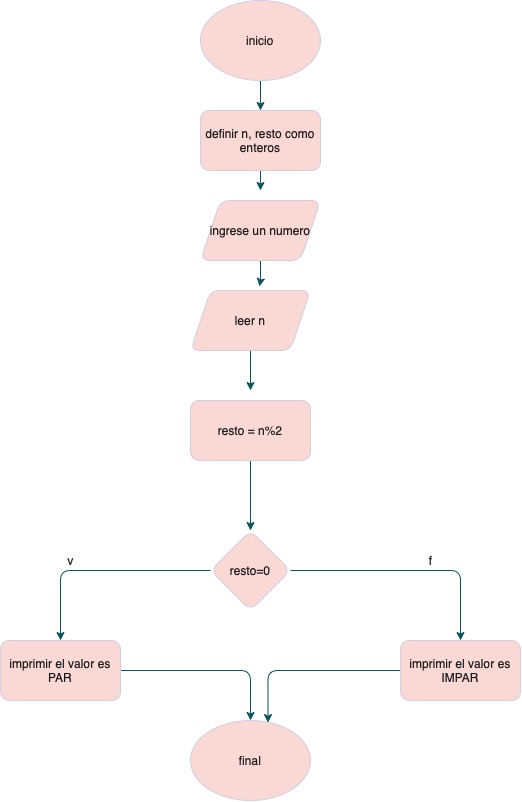 inicio
definir n, resto como
enteros
ingrese un numero
leer n
resto = n%2
v
f
resto=0
imprimir el valor es
PAR
imprimir el valor es
IMPAR
final